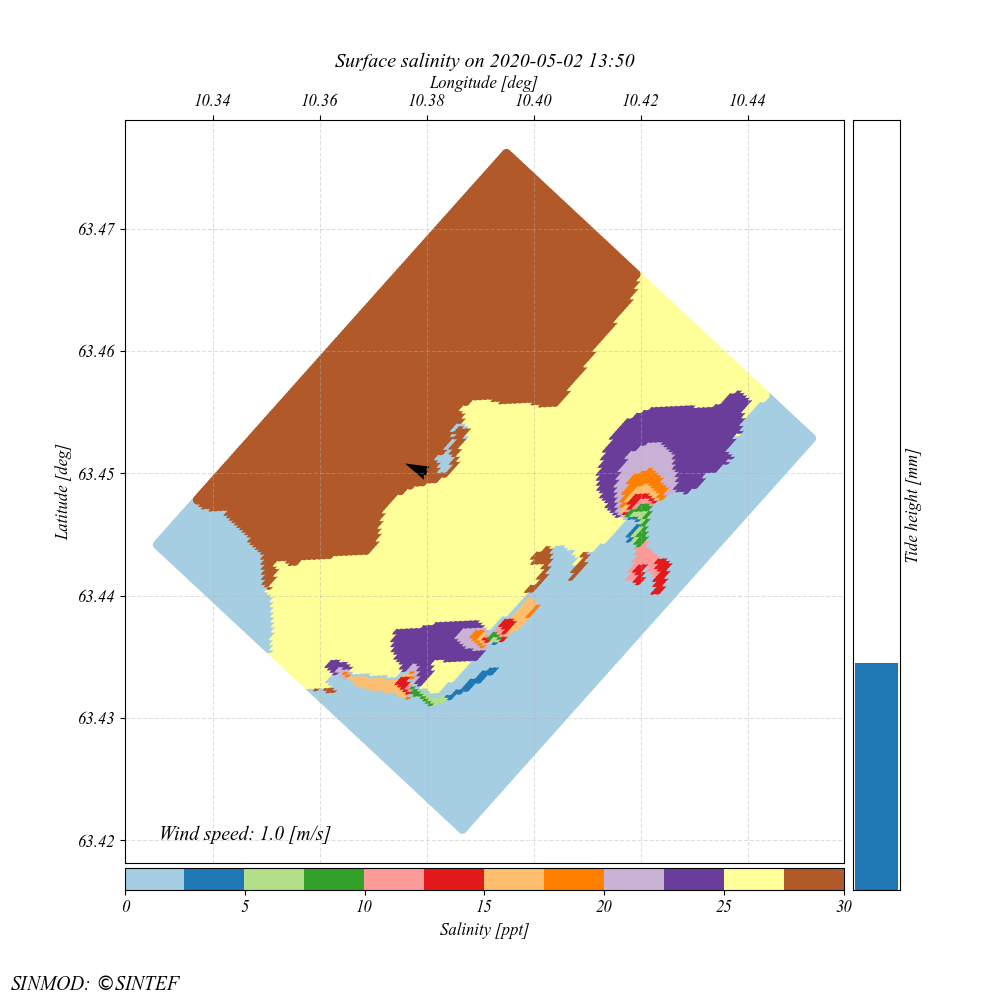 Surface salinity on 2020-05-02 13:50
Longitude [deg]
10.34 10.36 10.38 10.40 10.42 10.44
63.47
63.46
63.45
63.44
63.43
63.42
Latitude [deg]
Tide height [mm]
Wind speed: 1.0 [m/s]
0 5 10 15 20 25 30
Salinity [ppt]
SINMOD: ©SINTEF